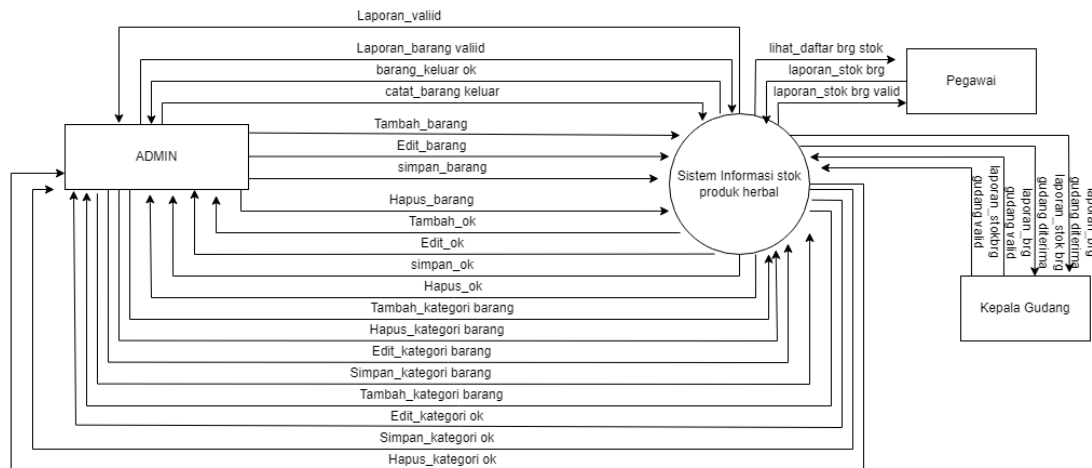 Laporan_valiid
Laporan_barang valiid
barang_keluar ok
catat_barang keluar
lihat_daftar brg stok
laporan_stok brg
laporan_stok brg valid
Pegawai
ADMIN
Tambah_barang
Edit_barang
simpan_barang
Hapus_barang
Tambah_ok
Edit_ok
simpan_ok
Hapus_ok
Sistem Informasi stok
produk herbal
Tambah_kategori barang
Hapus_kategori barang
Edit_kategori barang
Simpan_kategori barang
Tambah_kategori barang
Edit_kategori ok
Simpan_kategori ok
Hapus_kategori ok
gudang valid
laporan_stokbrg
gudang valid
laporan_brg
gudang diterima
laporan_stok brg
gudang diterima
laporan_brg
Kepala Gudang